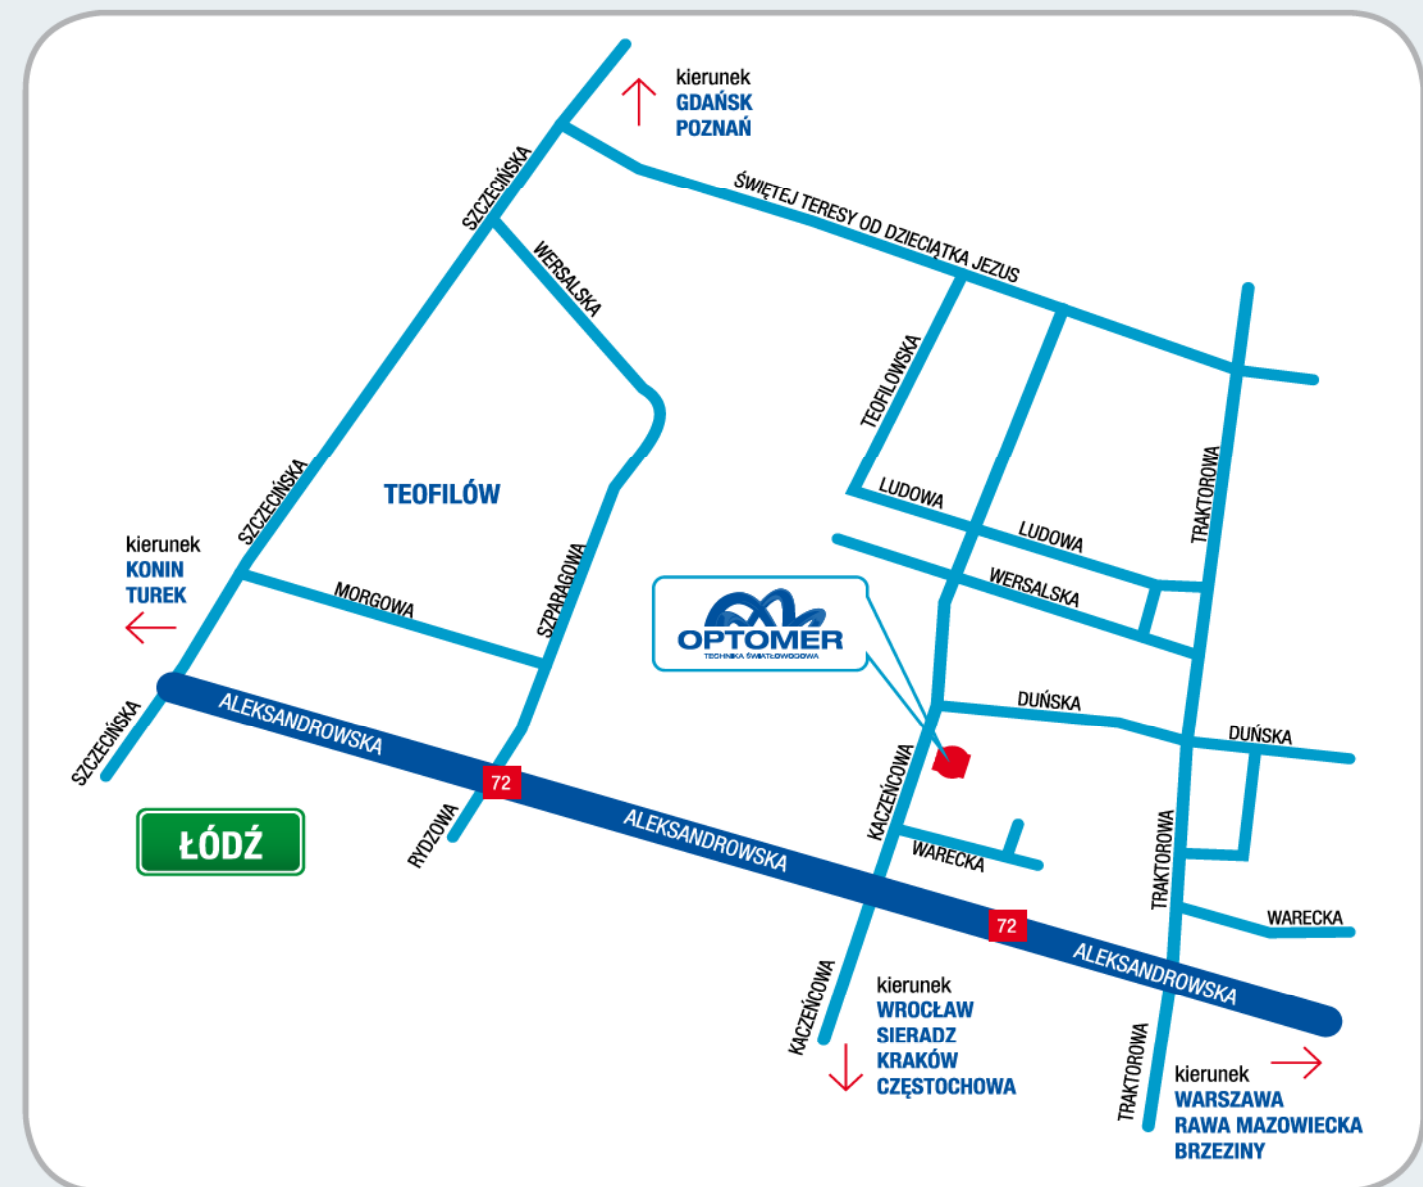 kierunek
GDAŃSK
POZNAŃ
SZCZECIŃSKA
ŚWIĘTEJ TERESY OD DZIECIĄTKA JEZUS
WERSALSKA
TEOFILOWSKA
TRAKTOROWA
SZCZECIŃSKA
TEOFILÓW
LUDOWA
LUDOWA
kierunek
KONIN
TUREK
MORGOWA
SZPARAGOWA
WERSALSKA
OPTOMER
TECHNIKA ŚWIATŁOWODOWA
SZCZECIŃSKA
ALEKSANDROWSKA
DUŃSKA
DUŃSKA
72
KACZEŃCOWA
RYDZOWA
ŁÓDŹ
ALEKSANDROWSKA
WARECKA
TRAKTOROWA
WARECKA
72
ALEKSANDROWSKA
KACZEŃCOWA
kierunek
WROCŁAW
SIERADZ
KRAKÓW
CZĘSTOCHOWA
TRAKTOROWA
kierunek
WARSZAWA
RAWA MAZOWIECKA
BRZEZINY